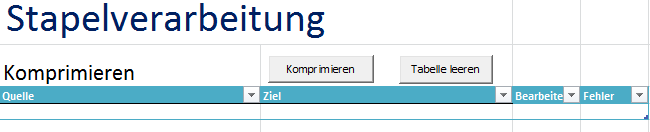 Stapelverarbeitung
Komprimieren
Komprimieren
Tabelle leeren
Quelle
Ziel
Bearbeite
Fehler